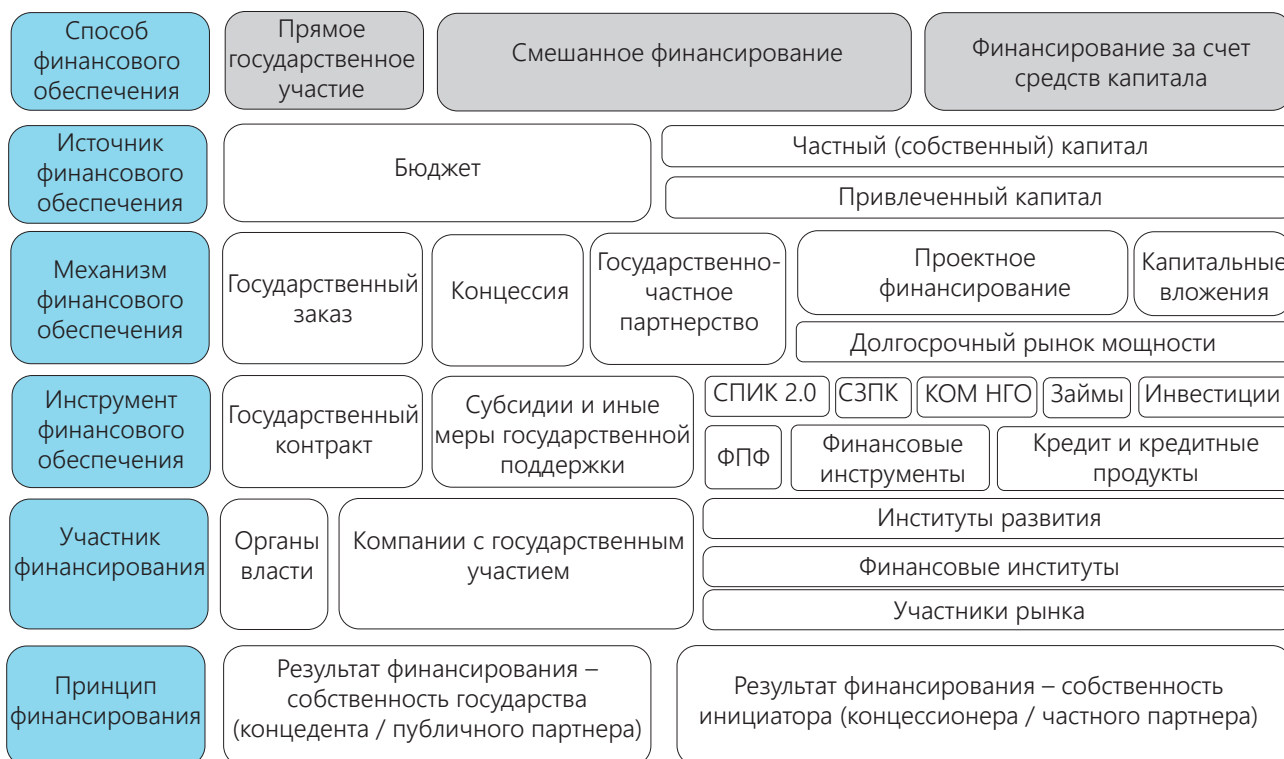 Способ
финансового
обеспечения
Прямое
государственное
участие
Смешанное финансирование
Финансирование за счет
средств капитала
Источник
финансового
обеспечения
Бюджет
Частный (собственный) капитал
Привлеченный капитал
Механизм
финансового
обеспечения
Государственный
заказ
Концессия
Государственно-
частное
партнерство
Проектное
финансирование
Капитальные
вложения
Долгосрочный рынок мощности
Инструмент
финансового
обеспечения
Государственный
контракт
Субсидии и иные
меры государственной
поддержки
СПИК 2.0
СЗПК
КОМ НГО
Займы
Инвестиции
ФПФ
Финансовые
инструменты
Кредит и кредитные
продукты
Участник
финансирования
Органы
власти
Компании с государственным
участием
Институты развития
Финансовые институты
Участники рынка
Принцип
финансирования
Результат финансирования –
собственность государства
(концедента / публичного партнера)
Результат финансирования – собственность
инициатора (концессионера / частного партнера)